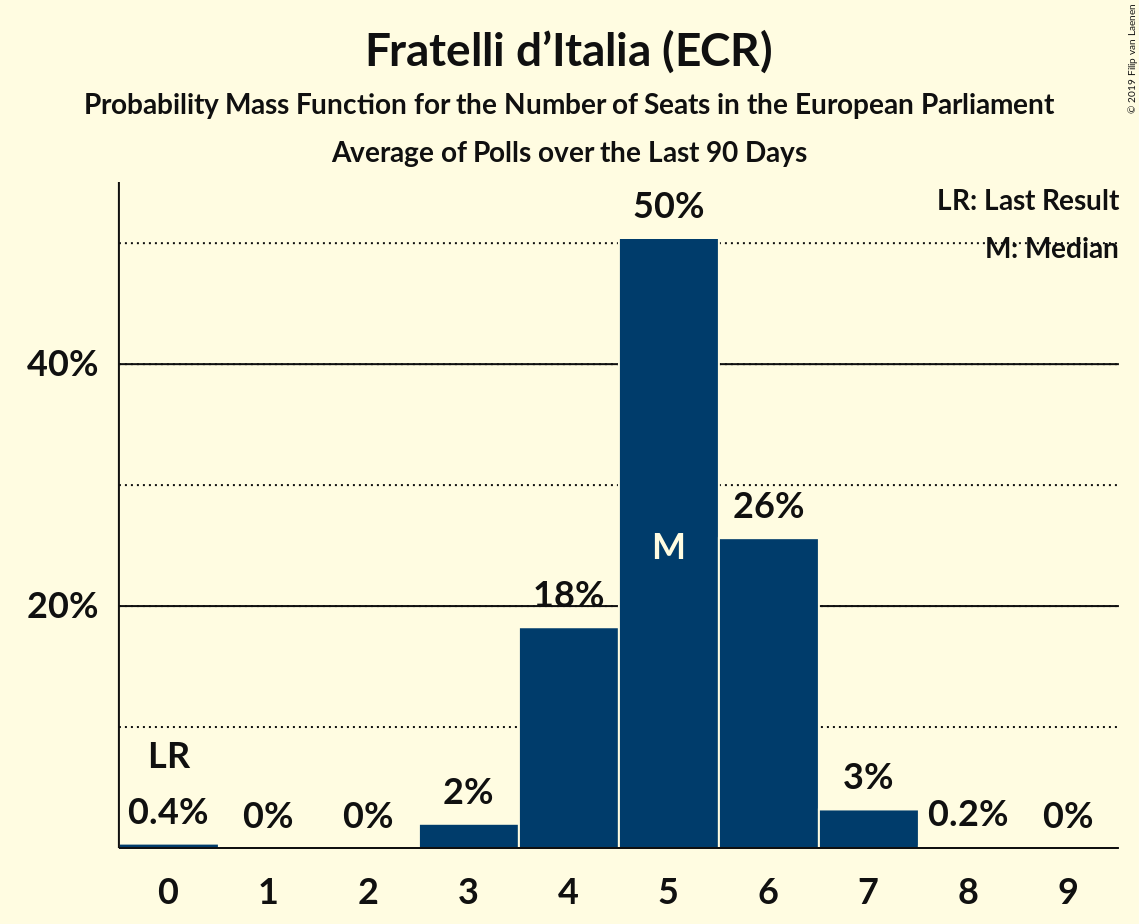 Fratelli d’Italia (ECR)
Probability Mass Function for the Number of Seats in the European Parliament
Average of Polls over the Last 90 Days
© 2019 Filip van Laenen
LR: Last Result
M: Median
50%
40%
26%
M
20%
18%
LR
0.4%
0%
0%
2%
3%
0.2%
0%
0 1 2 3 4 5 6 7 8 9